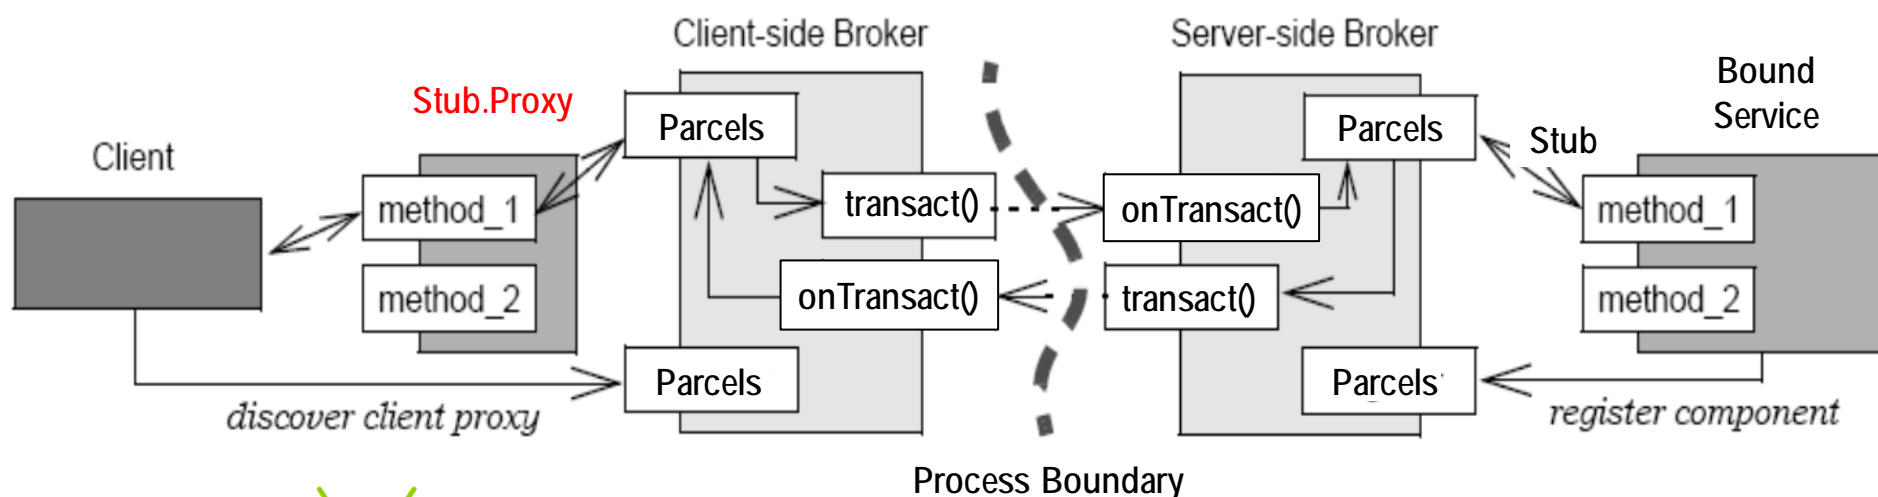 Client-side Broker
Server-side Broker
Bound
Service
Stub.Proxy
Parcels
Parcels
Stub
Client
method_1
transact()
onTransact()
method_1
method_2
onTransact()
transact()
method_2
Parcels
Parcels
discover client proxy
register component
Process Boundary